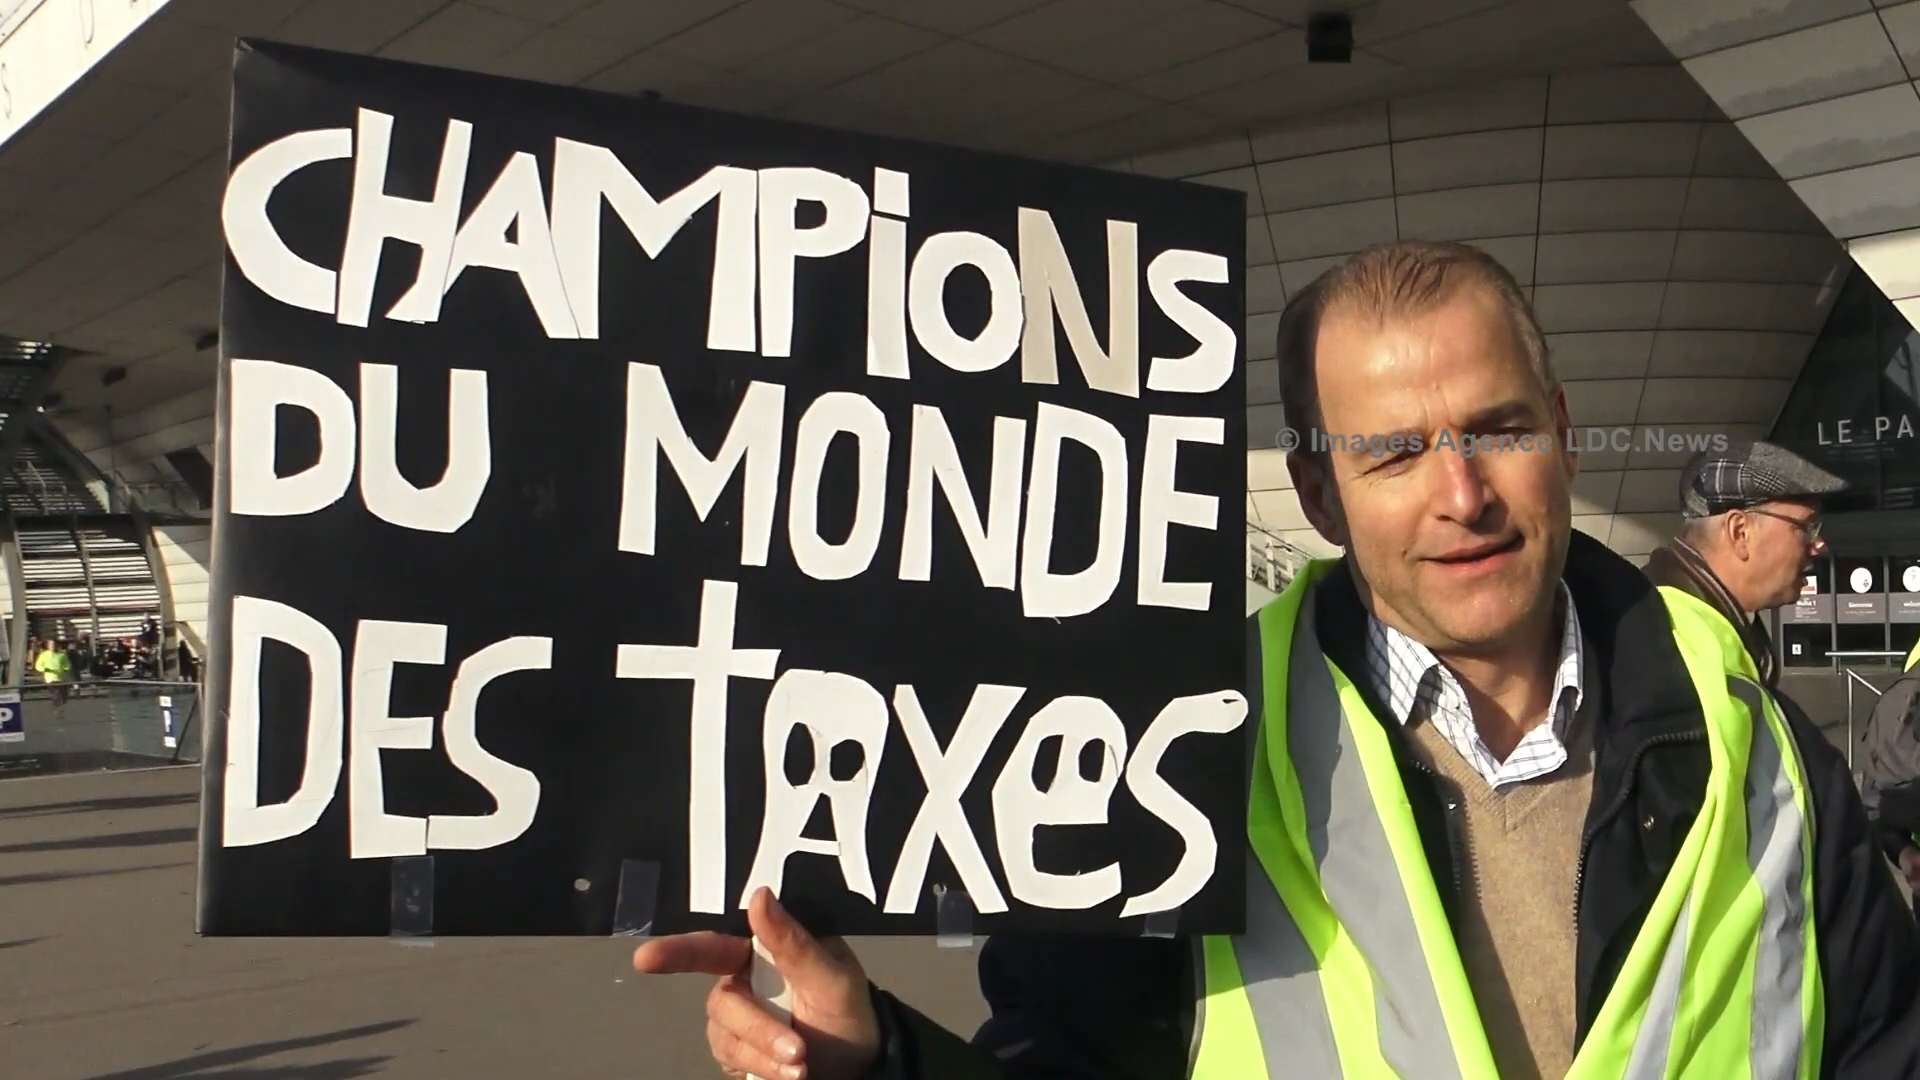 CHAMPiONS
DU MONDE
DES TaXeS
© Images Agence LDC.News
LE PA
P